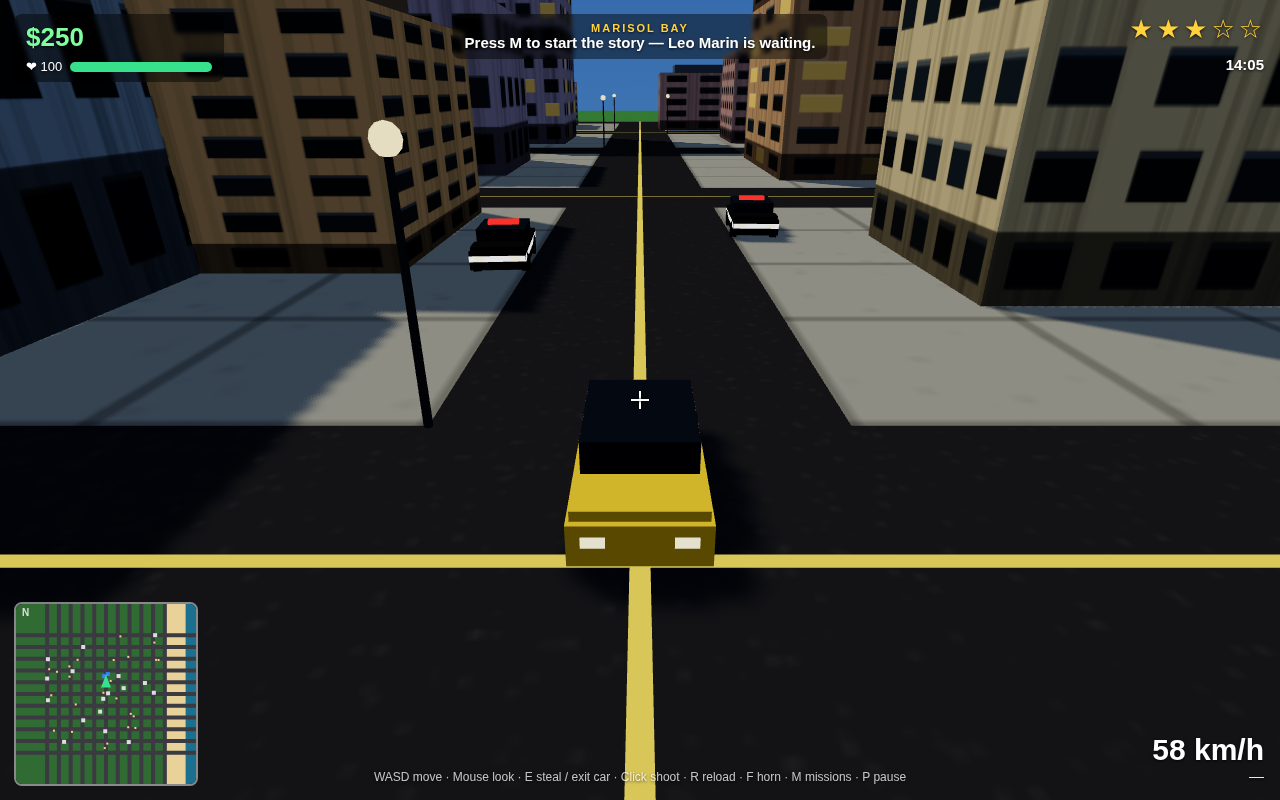 $250
❤ 100
MARISOL BAY
Press M to start the story — Leo Marin is waiting.
★ ★ ★ ☆ ☆
14:05
N
58 km/h
—
WASD move · Mouse look · E steal / exit car · Click shoot · R reload · F horn · M missions · P pause